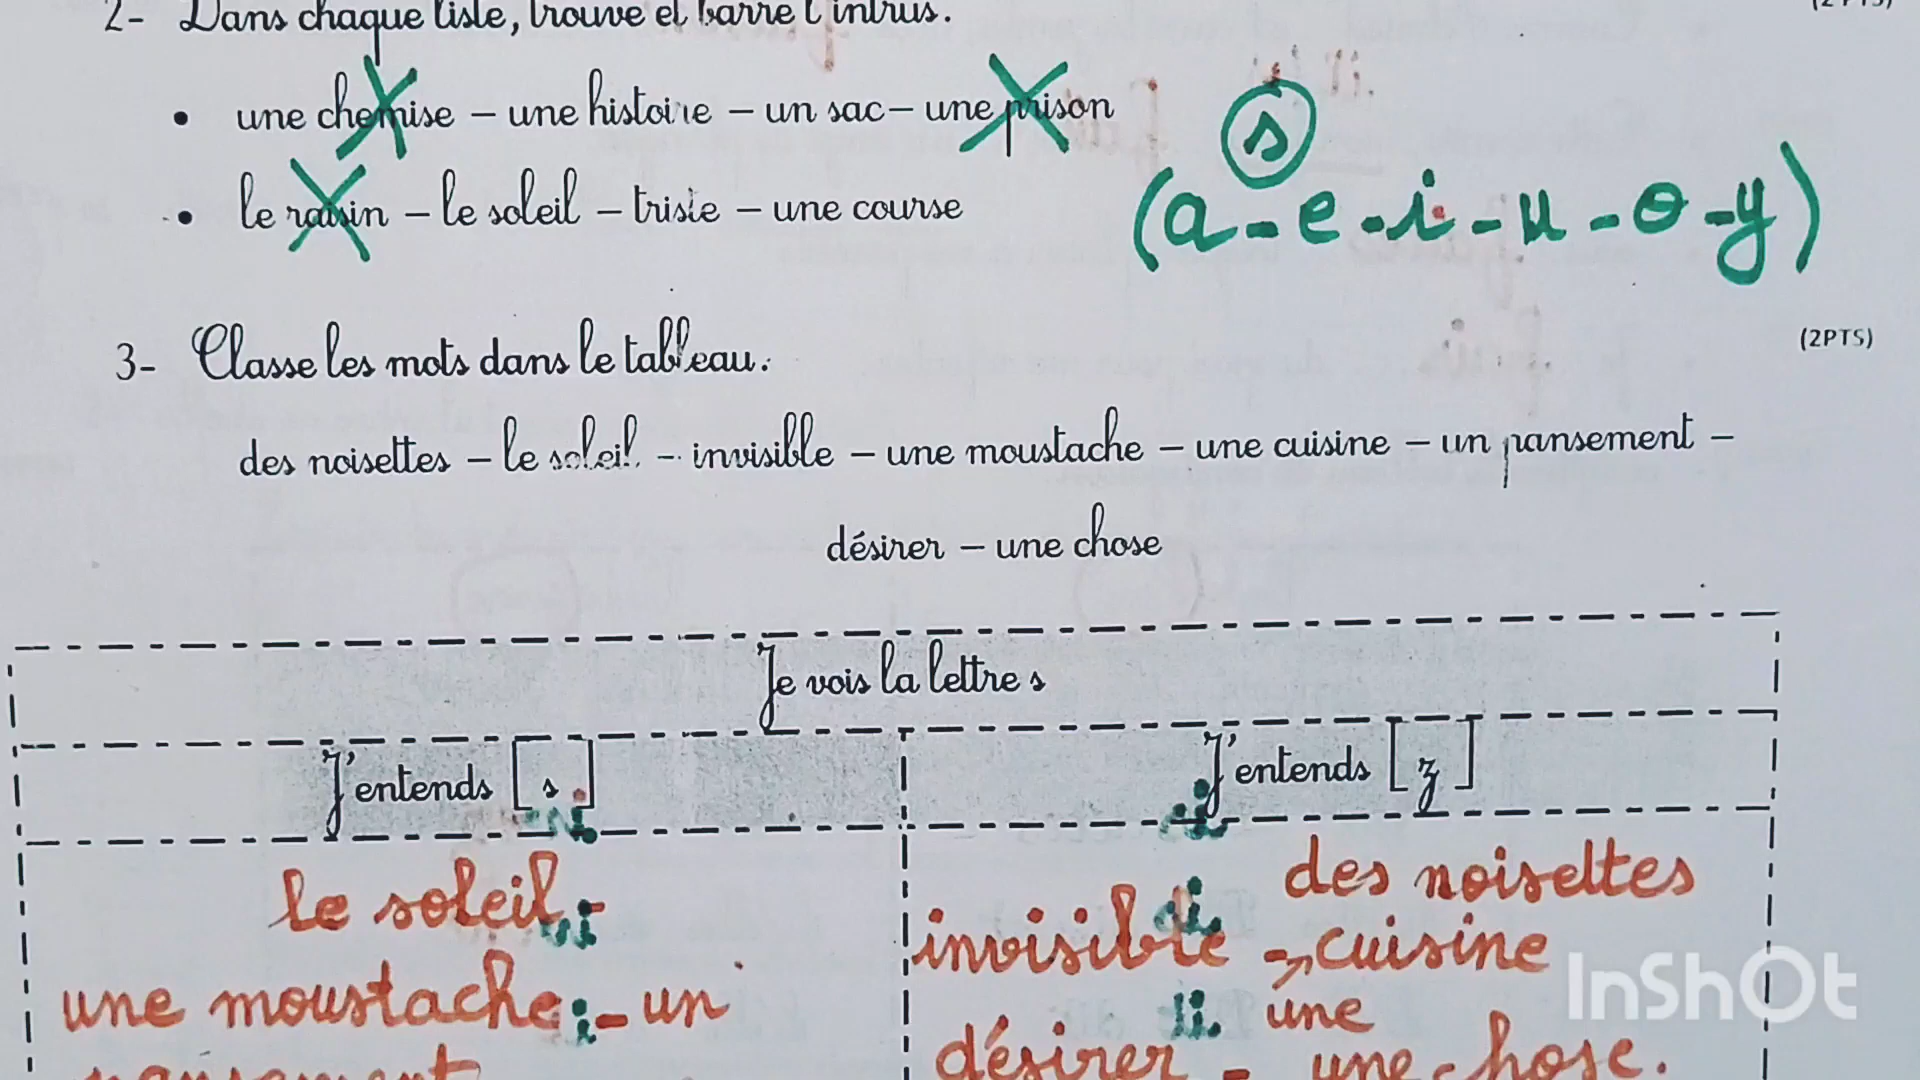 2- Dans chaque liste, trouve et barre l'intrus.
• une chemise – une histoire – un sac – une prison
s
• le raisin – le soleil – triste – une course
(a - e - i - u - o - y)
3- Classe les mots dans le tableau. (2PTS)
des noisettes – le soleil – invisible – une moustache – une cuisine – un pansement –
désirer – une chose
Je vois la lettre s
J'entends [s] J'entends [z]
le soleil - des noisettes
invisible - cuisine
une moustache - un une
pansement désirer - une chose.
InShOt